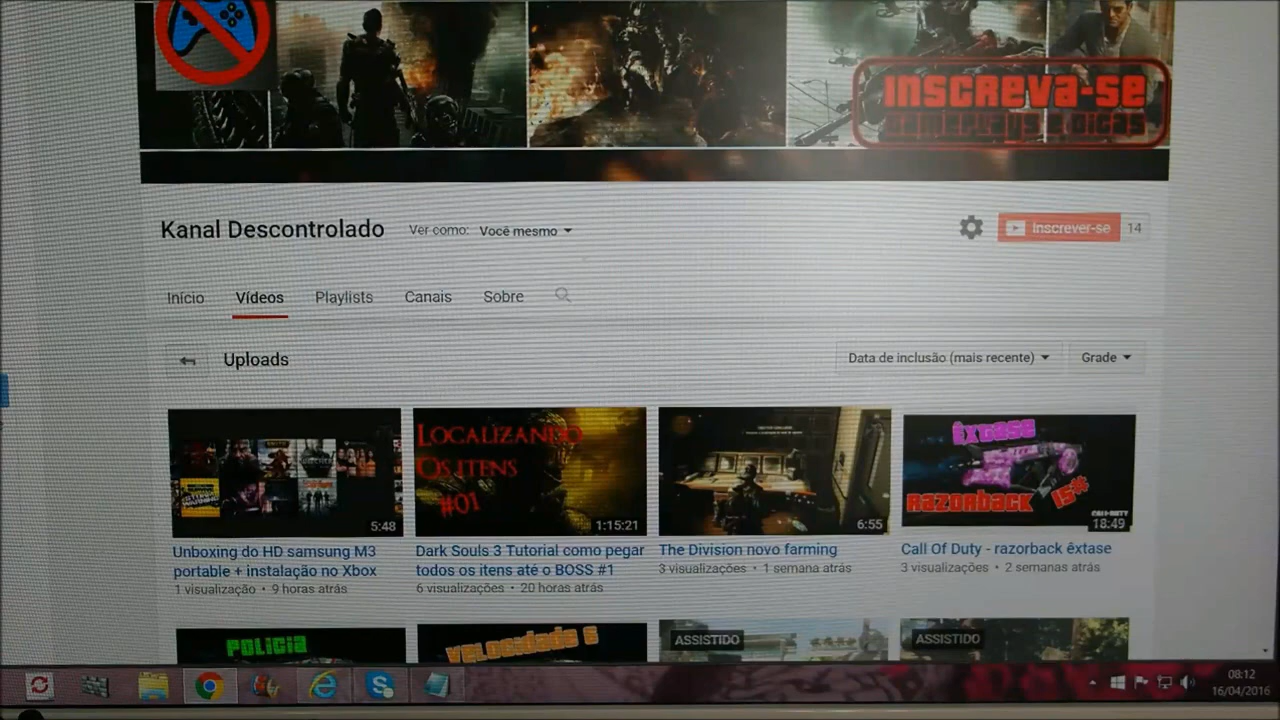 INSCREVA-SE
GAMEPLAYS E DICAS
Kanal Descontrolado
Ver como: Você mesmo
Inscrever-se 14
Início Vídeos Playlists Canais Sobre
Uploads
Data de inclusão (mais recente) Grade
LOCALIZANDO
OS ITENS
#01
ÊXTASE
RAZORBACK 15*
5:48
1:15:21
6:55
18:49
Unboxing do HD samsung M3
portable + instalação no Xbox
1 visualização • 9 horas atrás
Dark Souls 3 Tutorial como pegar
todos os itens até o BOSS #1
6 visualizações • 20 horas atrás
The Division novo farming
3 visualizações • 1 semana atrás
Call Of Duty - razorback êxtase
3 visualizações • 2 semanas atrás
POLICIA
VELOCIDADE 6
ASSISTIDO
ASSISTIDO
08:12
16/04/2016